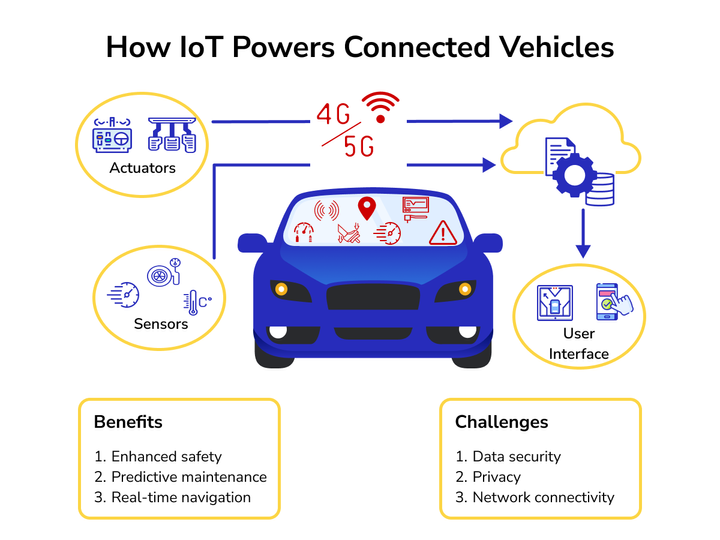 How IoT Powers Connected Vehicles
4G
5G
Actuators
C°
Sensors
User
Interface
Benefits
1. Enhanced safety
2. Predictive maintenance
3. Real-time navigation
Challenges
1. Data security
2. Privacy
3. Network connectivity